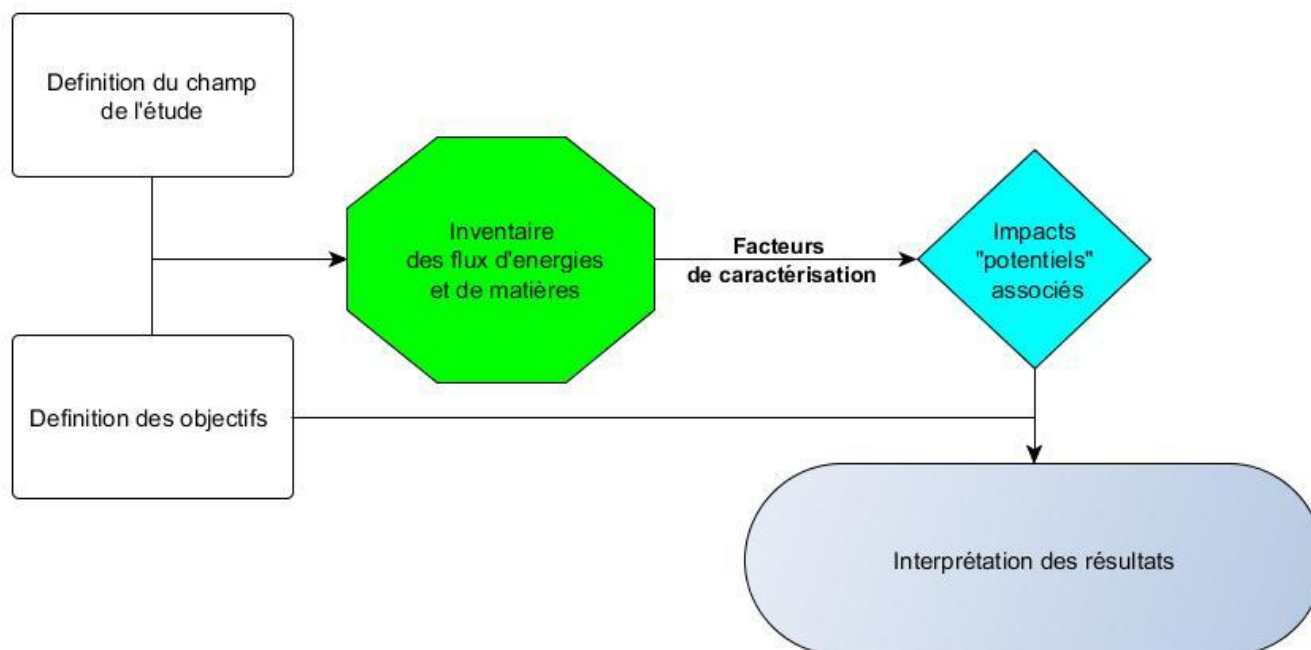 Definition du champ
de l'étude
Inventaire
des flux d'energies
et de matières
Facteurs
de caractérisation
Impacts
"potentiels"
associés
Definition des objectifs
Interprétation des résultats